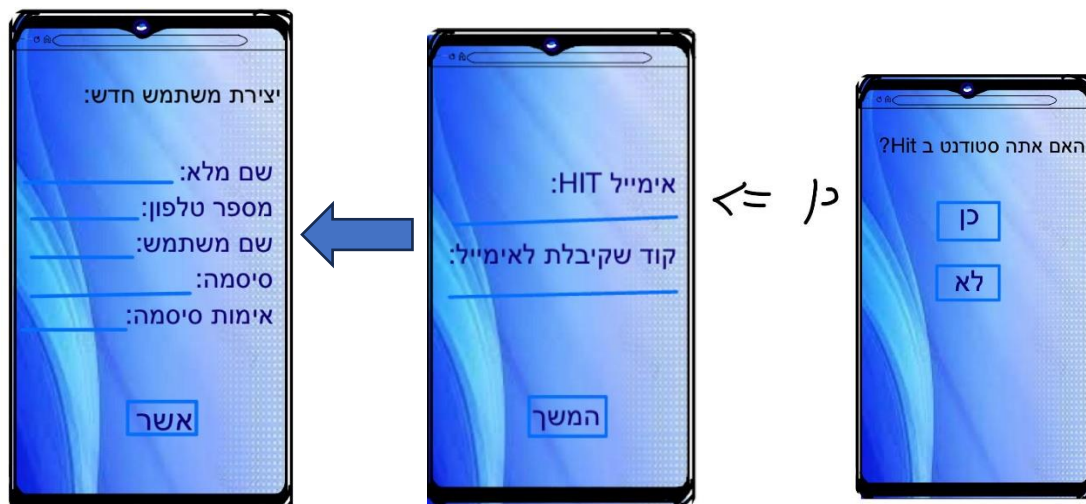 האם אתה סטודנט ב Hit?
כן
לא
כן <=
אימייל HIT:
קוד שקיבלת לאימייל:
המשך
יצירת משתמש חדש:
שם מלא:
מספר טלפון:
שם משתמש:
סיסמה:
אימות סיסמה:
אשר